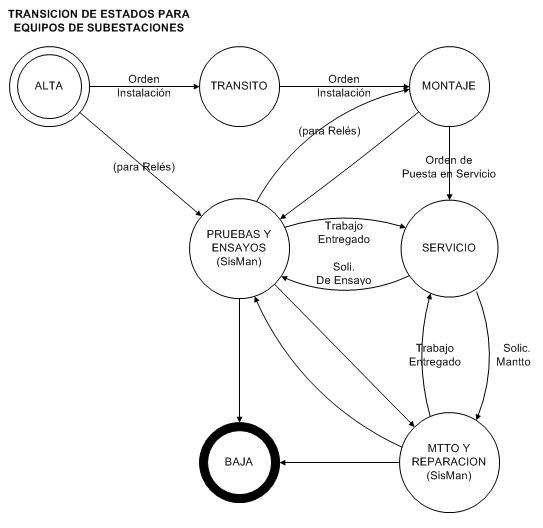 TRANSICION DE ESTADOS PARA
EQUIPOS DE SUBESTACIONES
ALTA
Orden
Instalación
TRANSITO
Orden
Instalación
MONTAJE
(para Relés)
(para Relés)
Orden de
Puesta en Servicio
PRUEBAS Y
ENSAYOS
(SisMan)
Trabajo
Entregado
SERVICIO
Soli.
De Ensayo
Trabajo
Entregado
Solic.
Mantto
BAJA
MTTO Y
REPARACION
(SisMan)